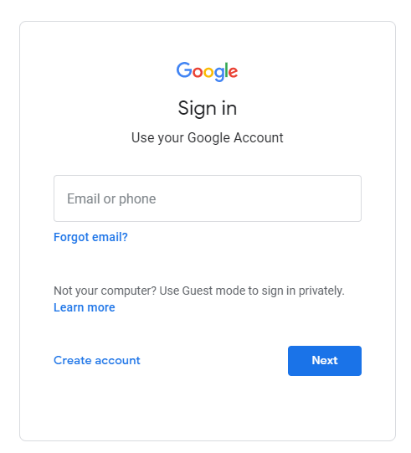 Google
Sign in
Use your Google Account
Email or phone
Forgot email?
Not your computer? Use Guest mode to sign in privately.
Learn more
Create account
Next